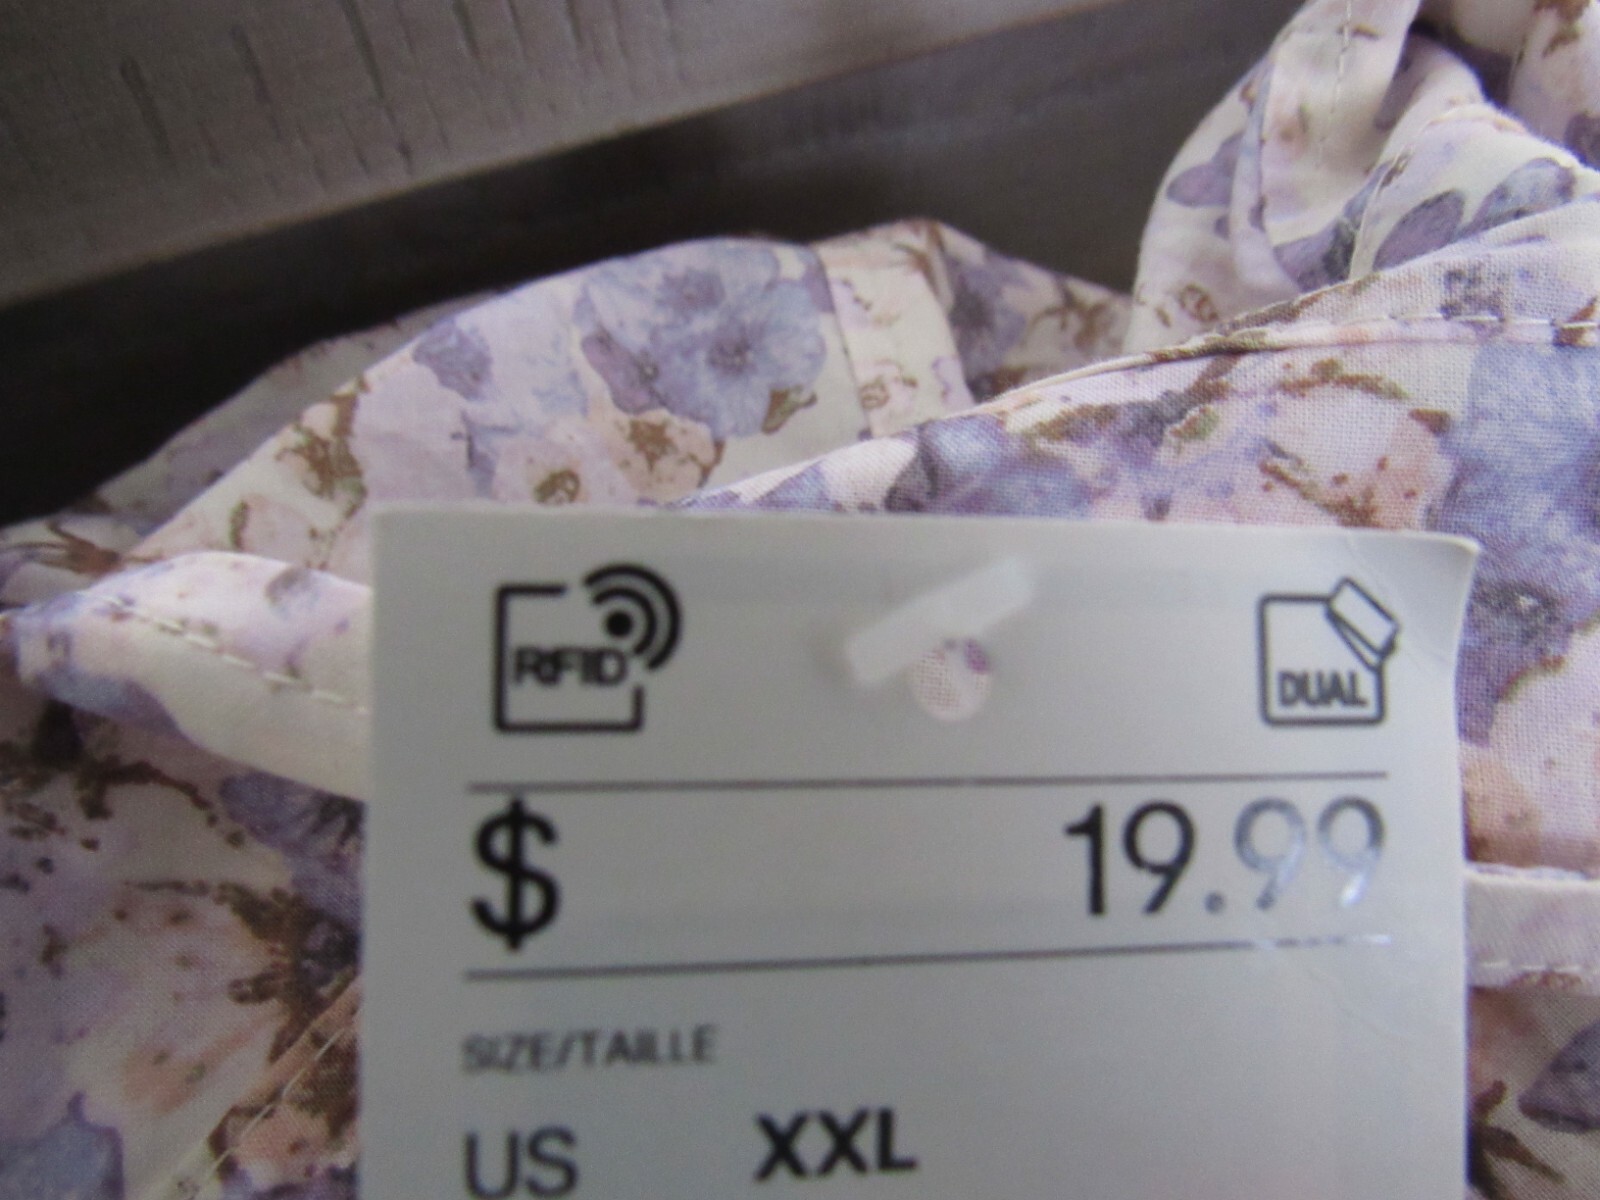 RFID
DUAL
$ 19.99
SIZE/TAILLE
US XXL